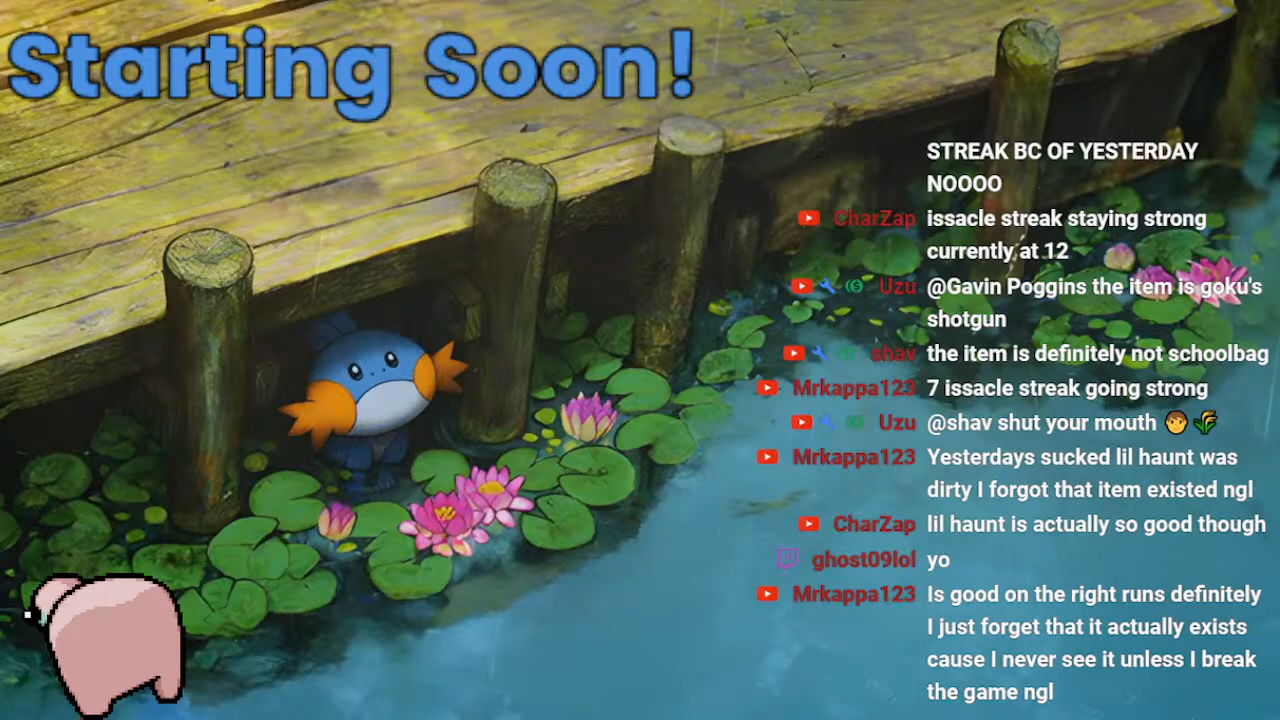 Starting Soon!
STREAK BC OF YESTERDAY
NOOOO
CharZap issacle streak staying strong
currently at 12
Uzu @Gavin Poggins the item is goku's
shotgun
shav the item is definitely not schoolbag
Mrkappa123 7 issacle streak going strong
Uzu @shav shut your mouth 🧑🌾
Mrkappa123 Yesterdays sucked lil haunt was
dirty I forgot that item existed ngl
CharZap lil haunt is actually so good though
ghost09lol yo
Mrkappa123 Is good on the right runs definitely
I just forget that it actually exists
cause I never see it unless I break
the game ngl